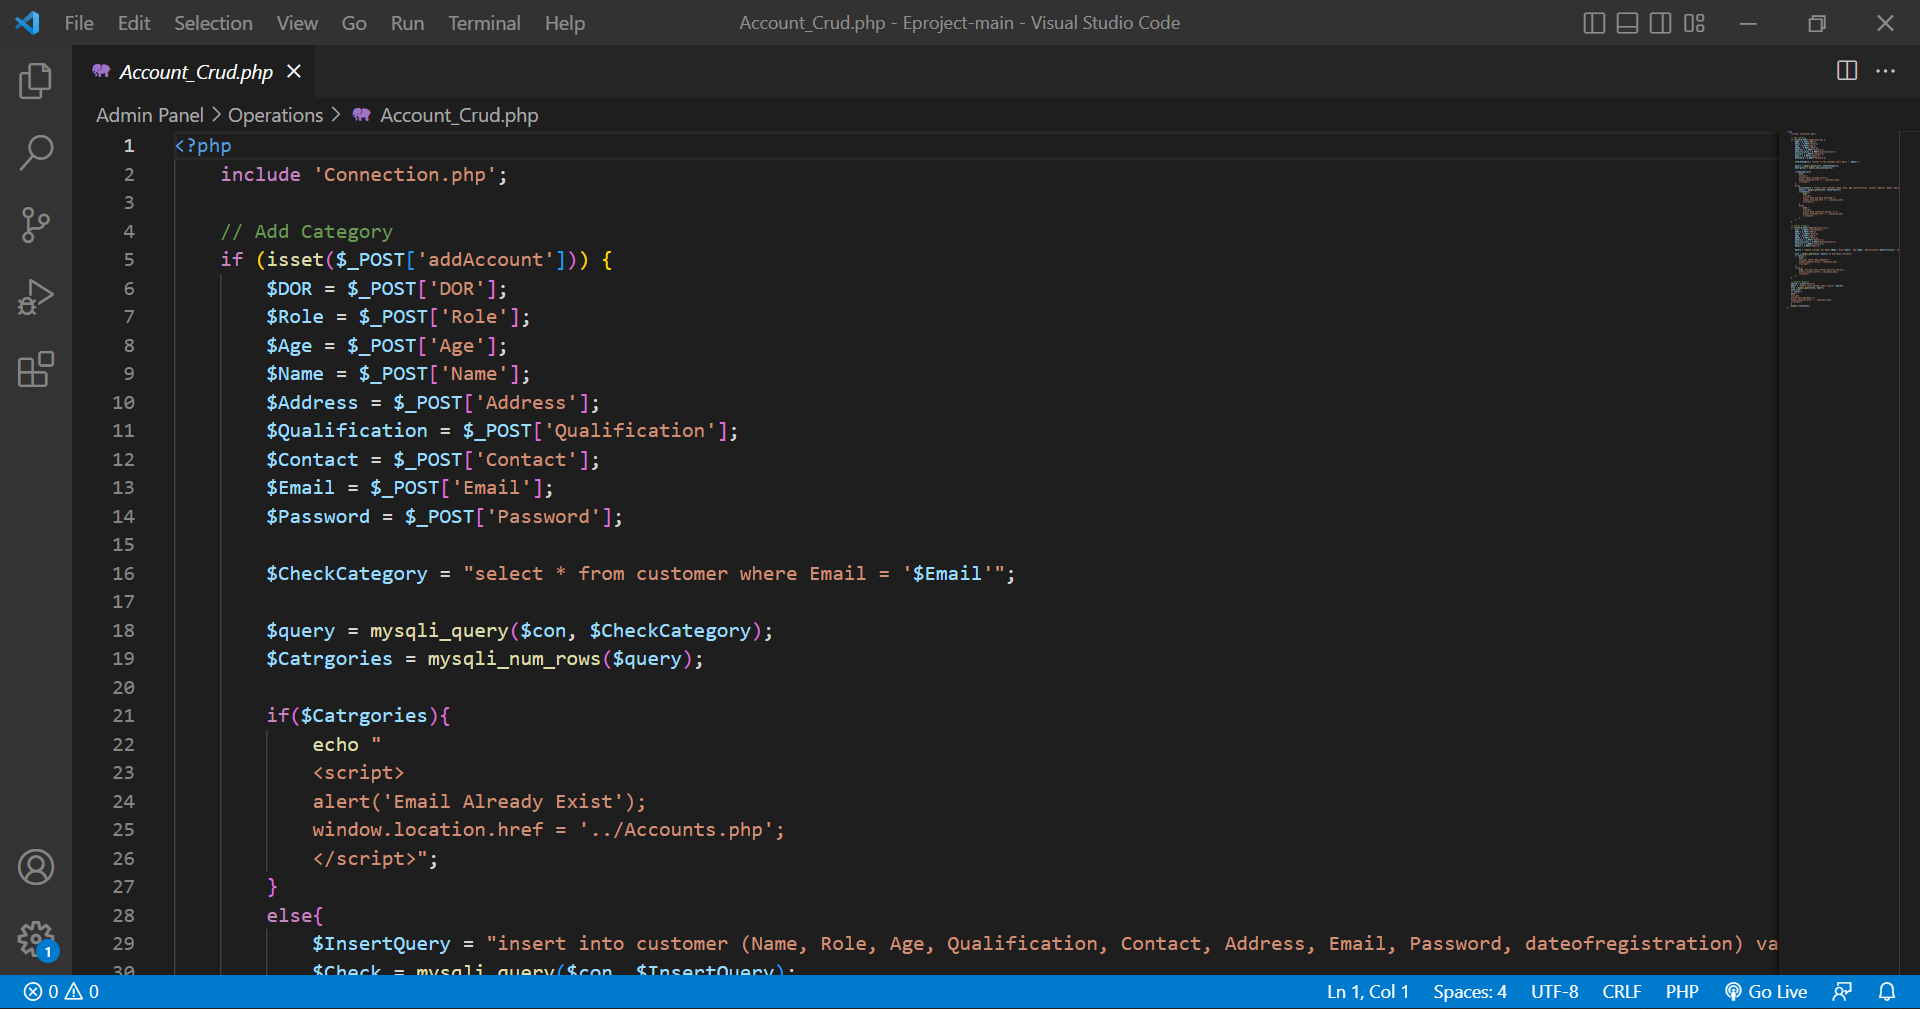 File Edit Selection View Go Run Terminal Help Account_Crud.php - Eproject-main - Visual Studio Code
Account_Crud.php
Admin Panel > Operations > Account_Crud.php
1 <?php
2 include 'Connection.php';
3
4 // Add Category
5 if (isset($_POST['addAccount'])) {
6 $DOR = $_POST['DOR'];
7 $Role = $_POST['Role'];
8 $Age = $_POST['Age'];
9 $Name = $_POST['Name'];
10 $Address = $_POST['Address'];
11 $Qualification = $_POST['Qualification'];
12 $Contact = $_POST['Contact'];
13 $Email = $_POST['Email'];
14 $Password = $_POST['Password'];
15
16 $CheckCategory = "select * from customer where Email = '$Email'";
17
18 $query = mysqli_query($con, $CheckCategory);
19 $Catrgories = mysqli_num_rows($query);
20
21 if($Catrgories){
22 echo "
23 <script>
24 alert('Email Already Exist');
25 window.location.href = '../Accounts.php';
26 </script>";
27 }
28 else{
29 $InsertQuery = "insert into customer (Name, Role, Age, Qualification, Contact, Address, Email, Password, dateofregistration) va
30 $Check = mysqli_query($con, $InsertQuery);
1
0 0 Ln 1, Col 1 Spaces: 4 UTF-8 CRLF PHP Go Live